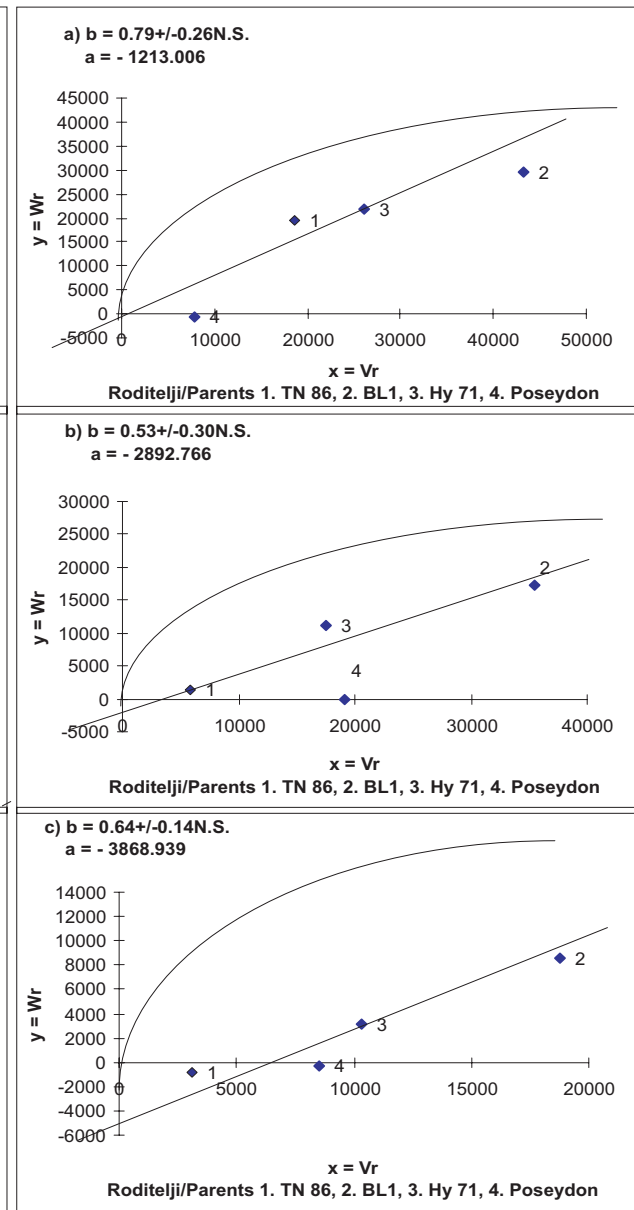 a) b = 0.79+/-0.26N.S.
a = - 1213.006
45000
40000
35000
30000
25000
20000
15000
10000
5000
0
-5000
y = Wr
1
2
3
4
0 10000 20000 30000 40000 50000
x = Vr
Roditelji/Parents 1. TN 86, 2. BL1, 3. Hy 71, 4. Poseydon
b) b = 0.53+/-0.30N.S.
a = - 2892.766
30000
25000
20000
15000
10000
5000
0
-5000
y = Wr
1
2
3
4
0 10000 20000 30000 40000
x = Vr
Roditelji/Parents 1. TN 86, 2. BL1, 3. Hy 71, 4. Poseydon
c) b = 0.64+/-0.14N.S.
a = - 3868.939
14000
12000
10000
8000
6000
4000
2000
0
-2000
-4000
-6000
y = Wr
1
2
3
4
0 5000 10000 15000 20000
x = Vr
Roditelji/Parents 1. TN 86, 2. BL1, 3. Hy 71, 4. Poseydon